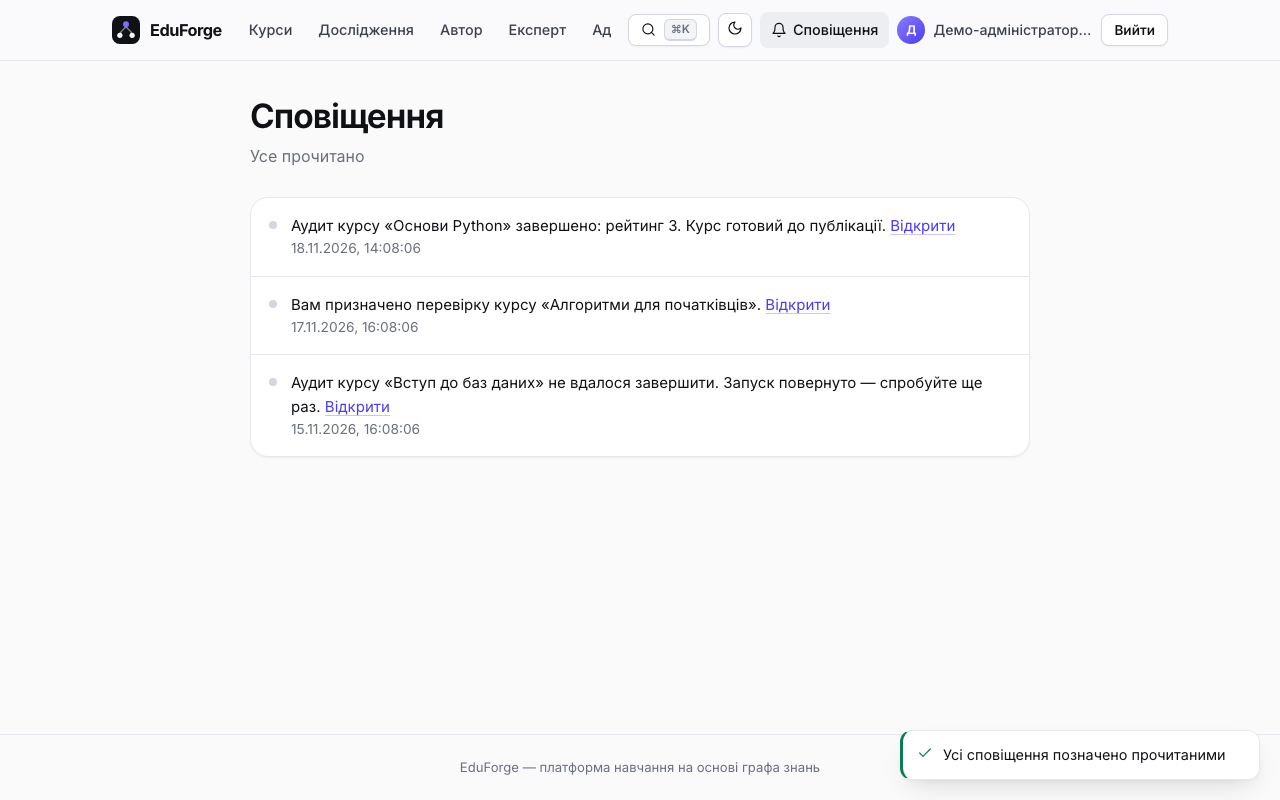 EduForge
Курси
Дослідження
Автор
Експерт
Ад
⌘K
Сповіщення
Д
Демо-адміністратор...
Вийти
Сповіщення
Усе прочитано
Аудит курсу «Основи Python» завершено: рейтинг 3. Курс готовий до публікації. Відкрити
18.11.2026, 14:08:06
Вам призначено перевірку курсу «Алгоритми для початківців». Відкрити
17.11.2026, 16:08:06
Аудит курсу «Вступ до баз даних» не вдалося завершити. Запуск повернуто — спробуйте ще
раз. Відкрити
15.11.2026, 16:08:06
EduForge — платформа навчання на основі графа знань
Усі сповіщення позначено прочитаними